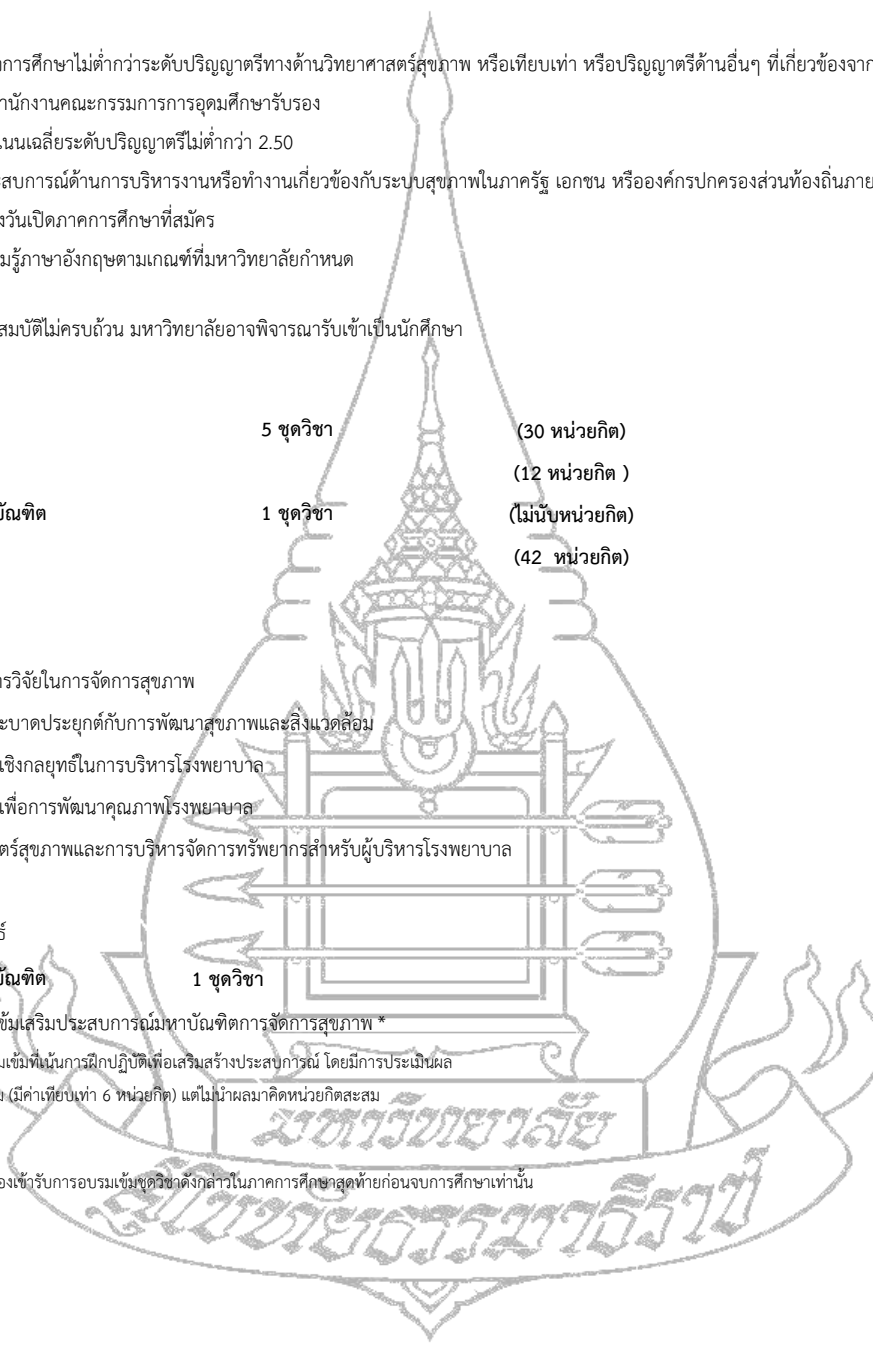 การศึกษาไม่ต่ำกว่าระดับปริญญาตรีทางด้านวิทยาศาสตร์สุขภาพ หรือเทียบเท่า หรือปริญญาตรีด้านอื่นๆ ที่เกี่ยวข้องจาก
นักงานคณะกรรมการการอุดมศึกษารับรอง
นนเฉลี่ยระดับปริญญาตรีไม่ต่ำกว่า 2.50
สบการณ์ด้านการบริหารงานหรือทำงานเกี่ยวข้องกับระบบสุขภาพในภาครัฐ เอกชน หรือองค์กรปกครองส่วนท้องถิ่นภาย
งวันเปิดภาคการศึกษาที่สมัคร
มรู้ภาษาอังกฤษตามเกณฑ์ที่มหาวิทยาลัยกำหนด
สมบัติไม่ครบถ้วน มหาวิทยาลัยอาจพิจารณารับเข้าเป็นนักศึกษา
5 ชุดวิชา (30 หน่วยกิต)
(12 หน่วยกิต )
บัณฑิต 1 ชุดวิชา (ไม่นับหน่วยกิต)
(42 หน่วยกิต)
ารวิจัยในการจัดการสุขภาพ
ะบาดประยุกต์กับการพัฒนาสุขภาพและสิ่งแวดล้อม
เชิงกลยุทธ์ในการบริหารโรงพยาบาล
เพื่อการพัฒนาคุณภาพโรงพยาบาล
ตร์สุขภาพและการบริหารจัดการทรัพยากรสำหรับผู้บริหารโรงพยาบาล
ธ์
บัณฑิต 1 ชุดวิชา
ข้มเสริมประสบการณ์มหาบัณฑิตการจัดการสุขภาพ *
มเข้มที่เน้นการฝึกปฏิบัติเพื่อเสริมสร้างประสบการณ์ โดยมีการประเมินผล
ม (มีค่าเทียบเท่า 6 หน่วยกิต) แต่ไม่นำผลมาคิดหน่วยกิตสะสม
องเข้ารับการอบรมเข้มชุดวิชาดังกล่าวในภาคการศึกษาสุดท้ายก่อนจบการศึกษาเท่านั้น
มหาวิทยาลัย
สุโขทัยธรรมาธิราช